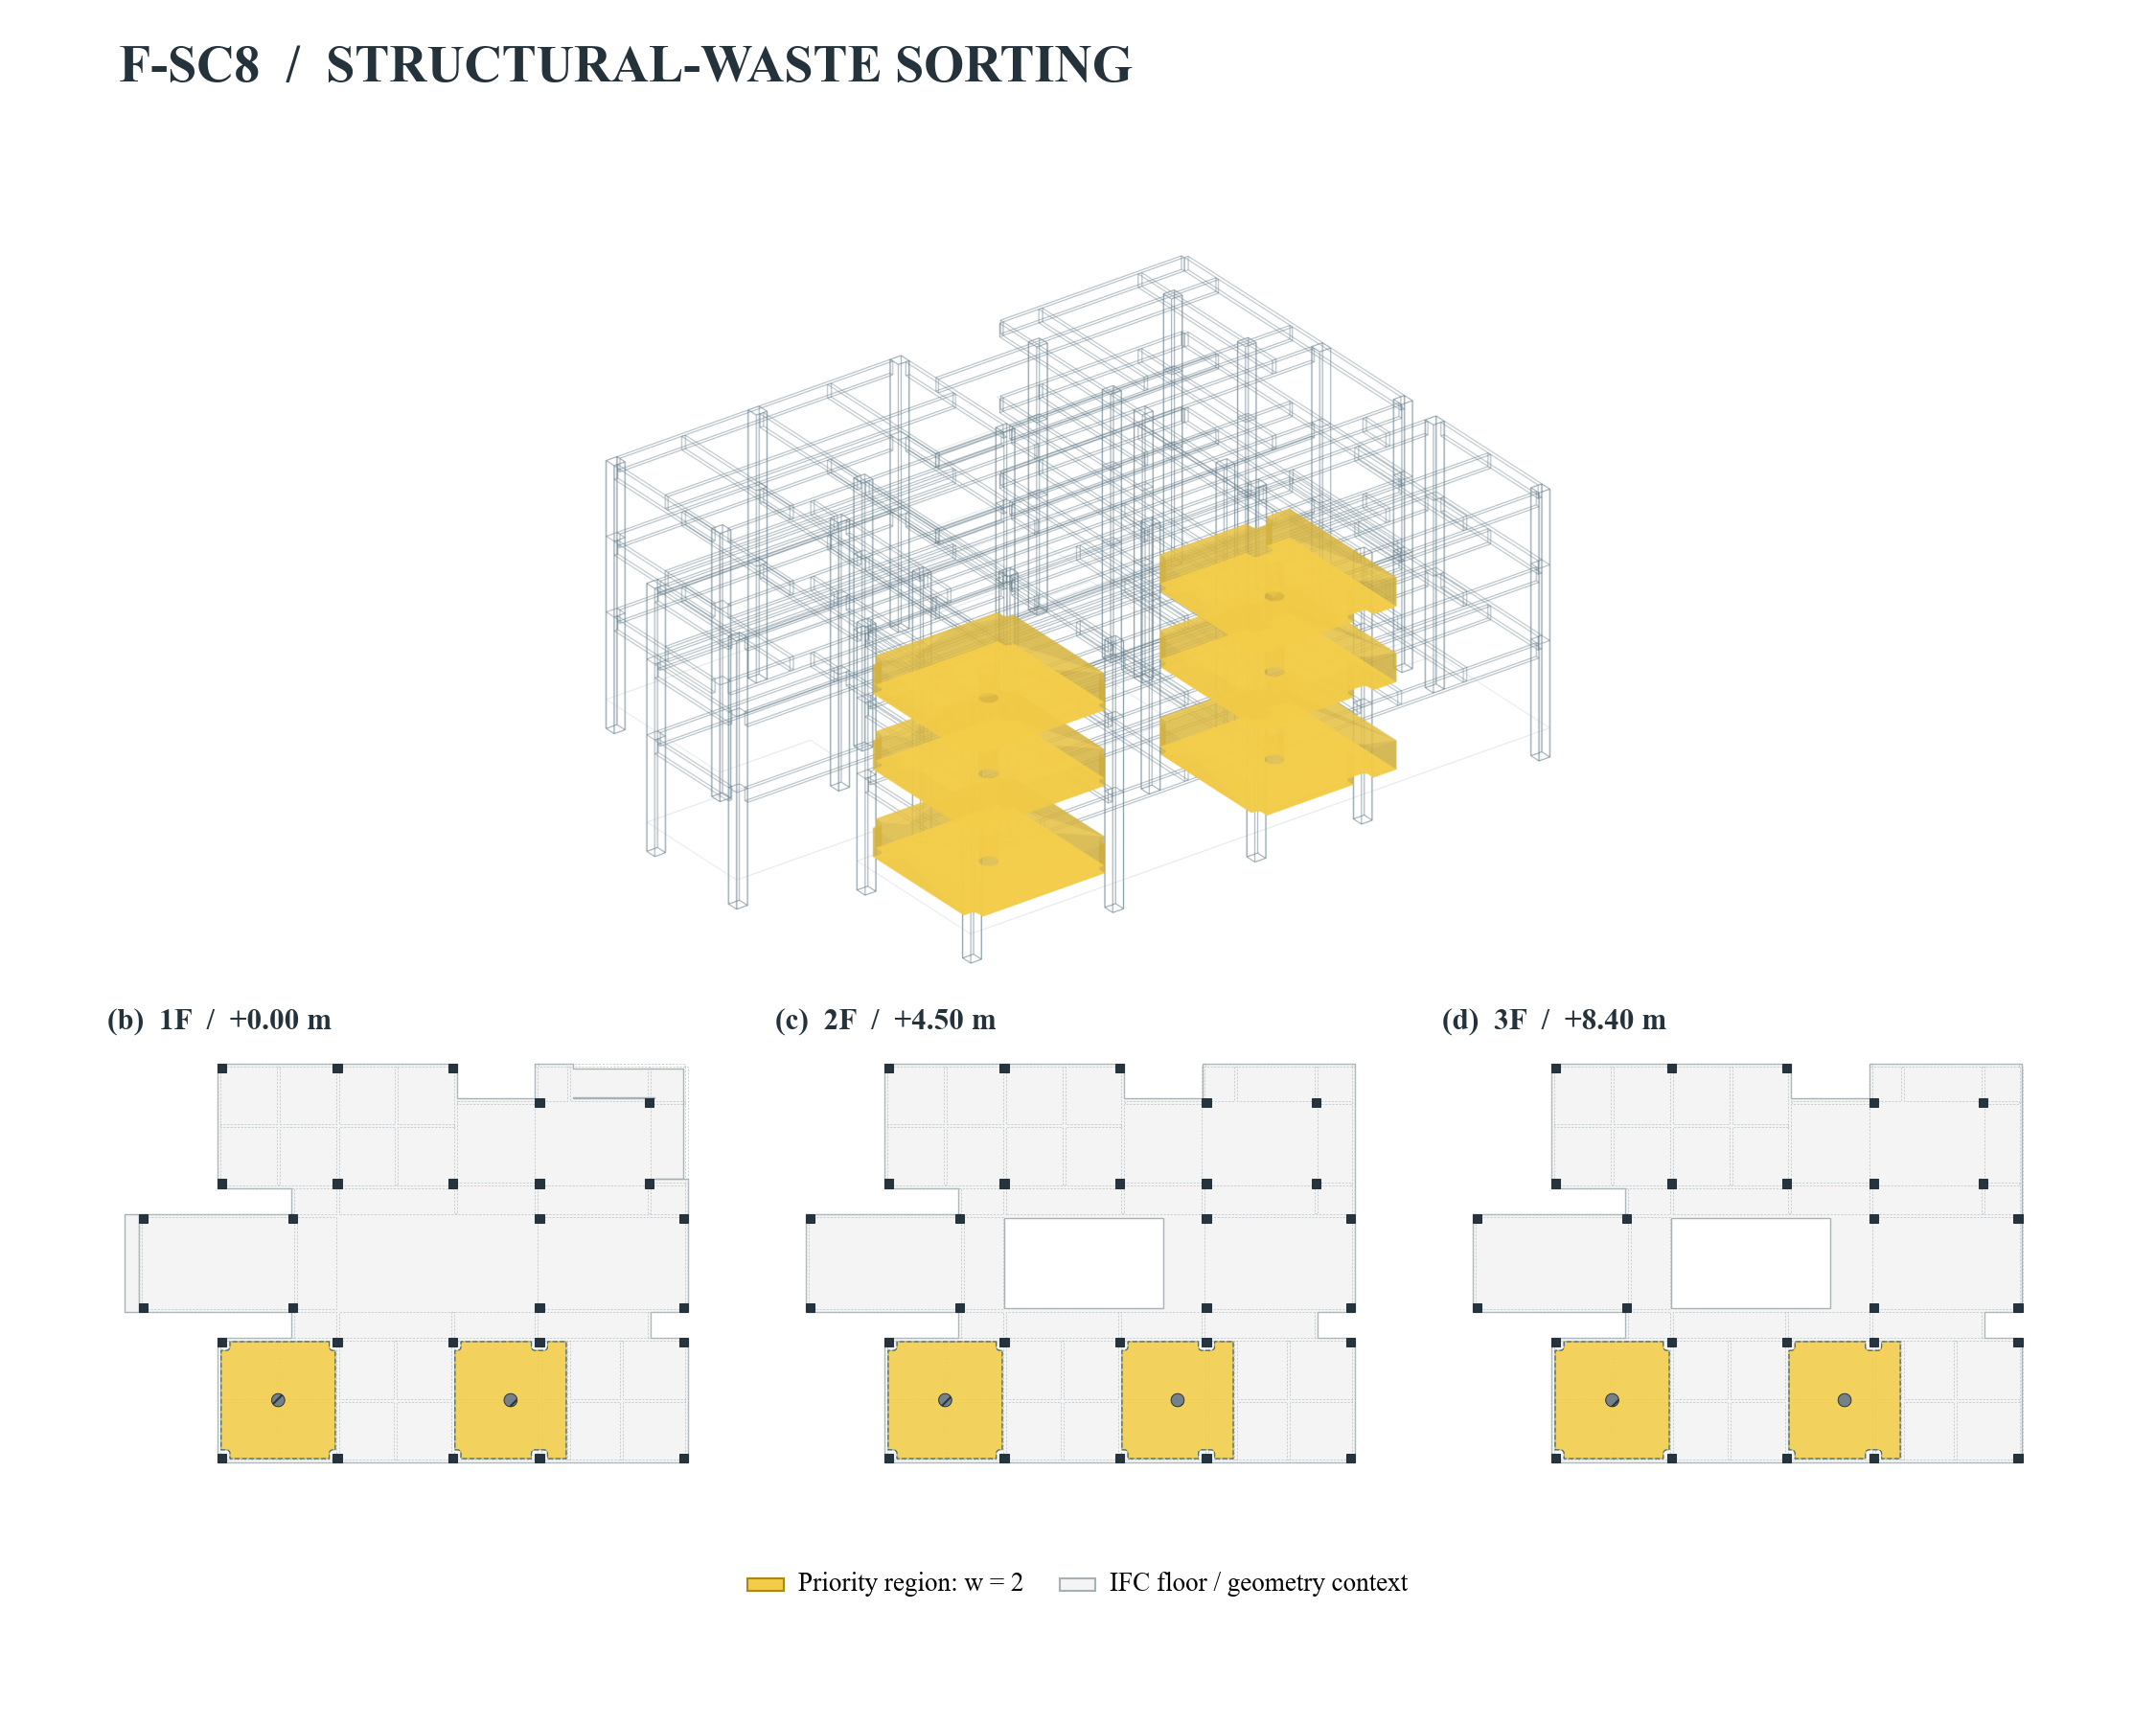 F-SC8 / STRUCTURAL-WASTE SORTING
(b) 1F / +0.00 m
(c) 2F / +4.50 m
(d) 3F / +8.40 m
Priority region: w = 2
IFC floor / geometry context